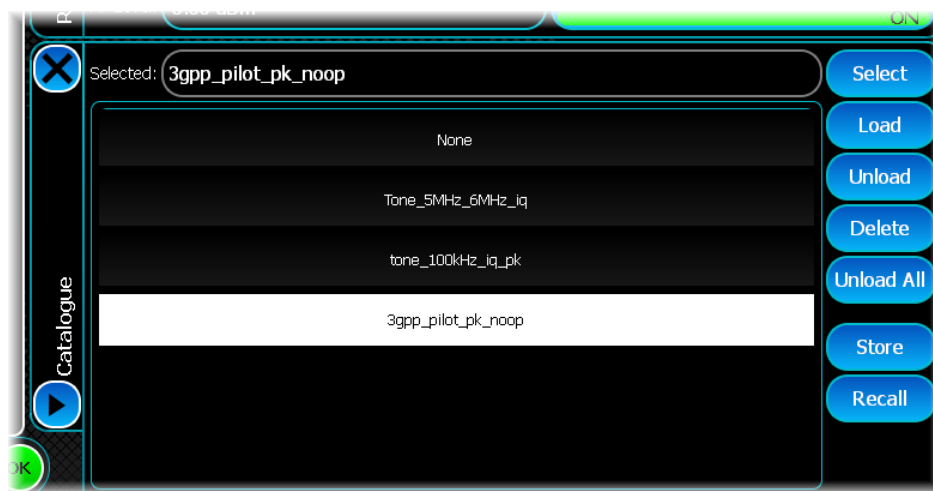 ON
Selected: 3gpp_pilot_pk_noop
Select
None
Load
Unload
Tone_5MHz_6MHz_iq
Delete
tone_100kHz_iq_pk
Unload All
Catalogue
3gpp_pilot_pk_noop
Store
Recall
OK